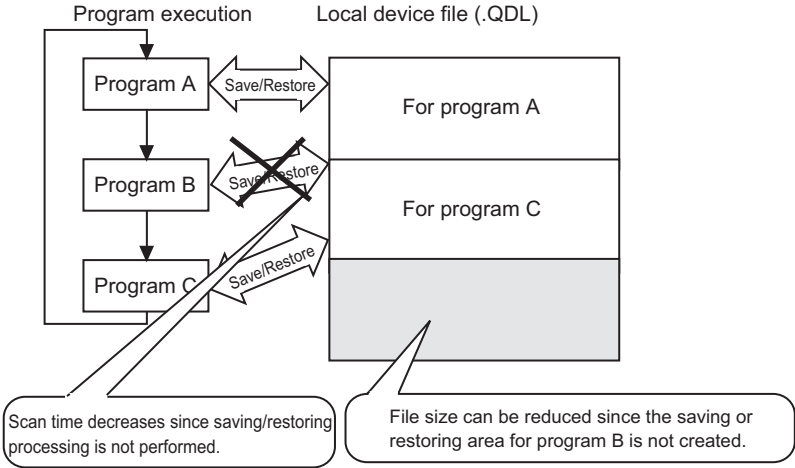 Program execution
Local device file (.QDL)
Program A
Save/Restore
For program A
Program B
Save/Restore
For program C
Program C
Save/Restore
Scan time decreases since saving/restoring
processing is not performed.
File size can be reduced since the saving or
restoring area for program B is not created.